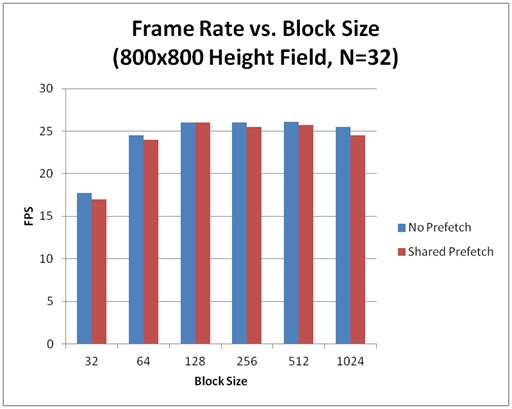 Frame Rate vs. Block Size
(800x800 Height Field, N=32)
30
25
20
15
10
5
0
FPS
32 64 128 256 512 1024
Block Size
No Prefetch
Shared Prefetch